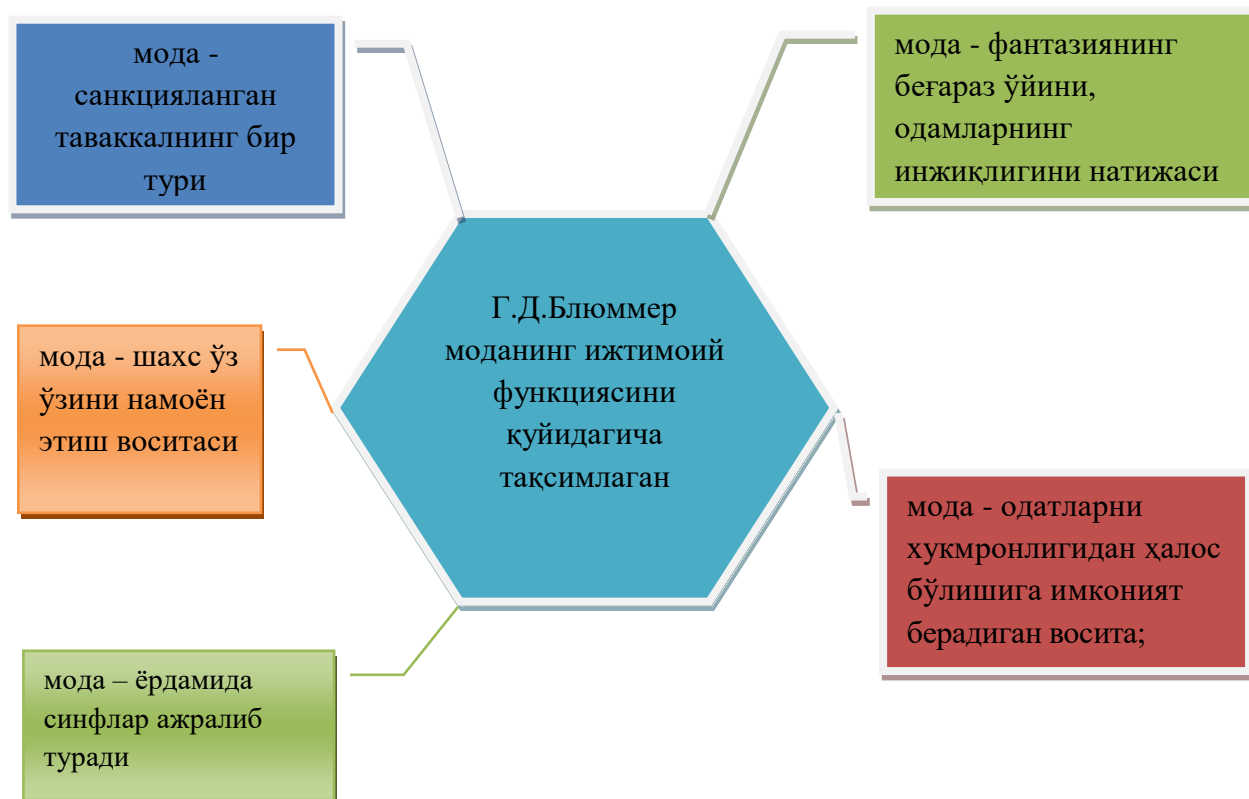 мода -
санкцияланган
таваккалнинг бир
тури
мода - фантазиянинг
беғараз ўйини,
одамларнинг
инжиқлигини натижаси
Г.Д.Блюммер
моданинг ижтимоий
функциясини
қуйидагича
тақсимлаган
мода - шахс ўз
ўзини намоён
этиш воситаси
мода - одатларни
хукмронлигидан ҳалос
бўлишига имконият
берадиган восита;
мода – ёрдамида
синфлар ажралиб
туради